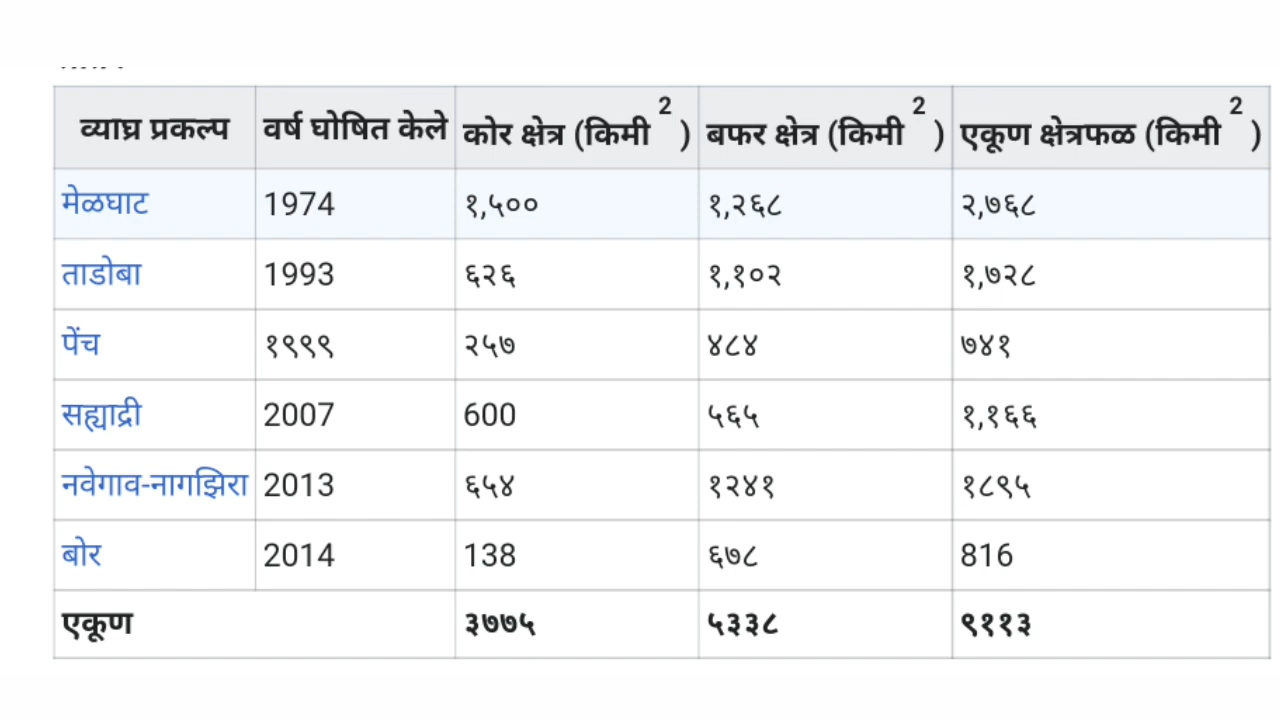 व्याघ्र प्रकल्प वर्ष घोषित केले कोर क्षेत्र (किमी 2 ) बफर क्षेत्र (किमी 2 ) एकूण क्षेत्रफळ (किमी 2 )
मेळघाट 1974 १,५०० १,२६८ २,७६८
ताडोबा 1993 ६२६ १,१०२ १,७२८
पेंच १९९९ २५७ ४८४ ७४१
सह्याद्री 2007 600 ५६५ १,१६६
नवेगाव-नागझिरा 2013 ६५४ १२४१ १८९५
बोर 2014 138 ६७८ 816
एकूण ३७७५ ५३३८ ९११३